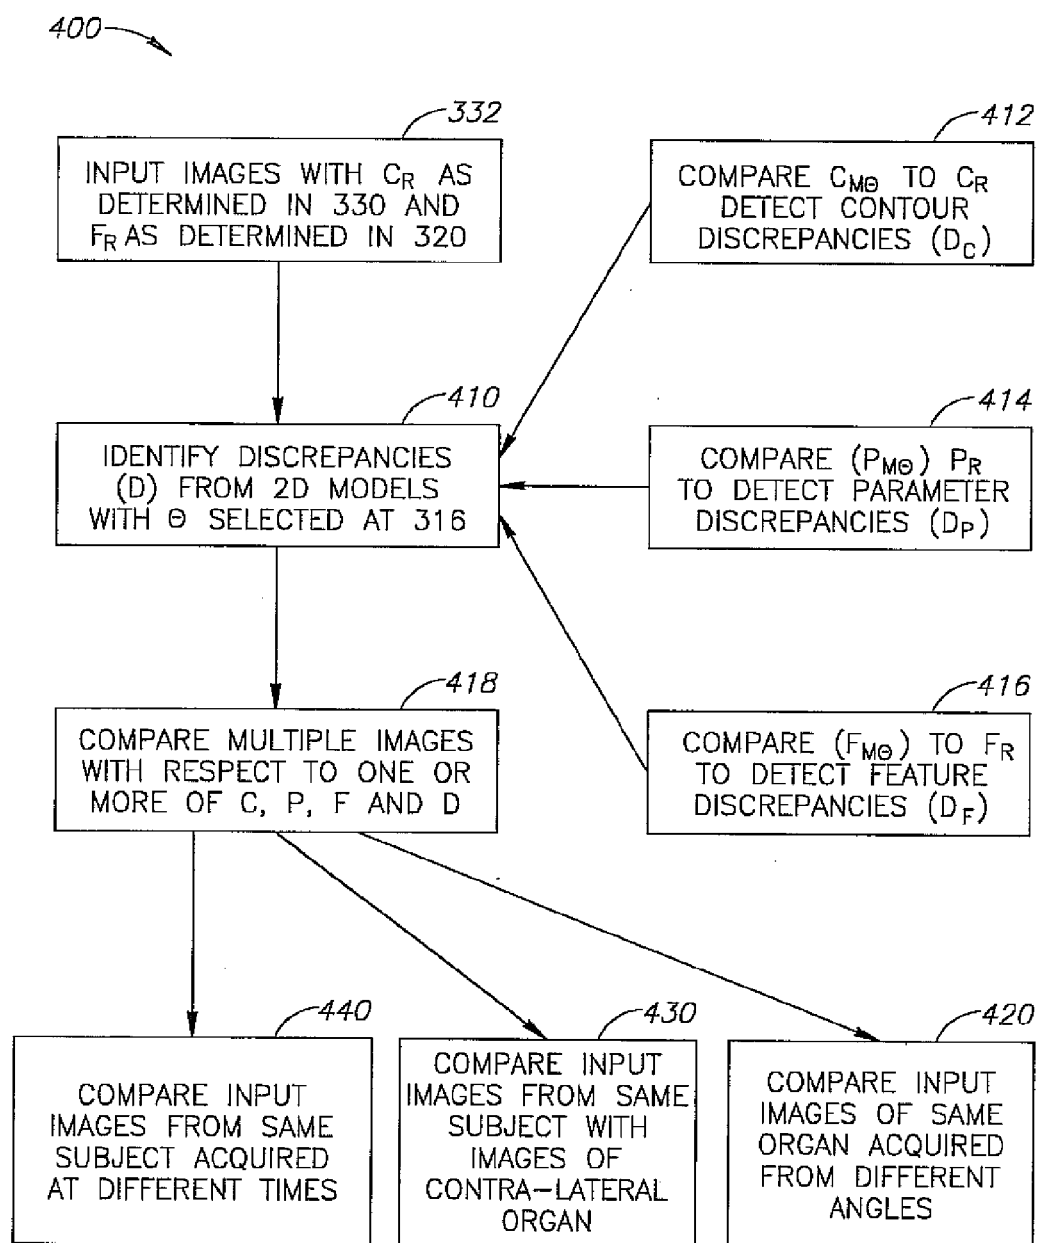 400
332
INPUT IMAGES WITH C_R AS
DETERMINED IN 330 AND
F_R AS DETERMINED IN 320
412
COMPARE C_MΘ TO C_R
DETECT CONTOUR
DISCREPANCIES (D_C)
410
IDENTIFY DISCREPANCIES
(D) FROM 2D MODELS
WITH Θ SELECTED AT 316
414
COMPARE (P_MΘ) P_R
TO DETECT PARAMETER
DISCREPANCIES (D_P)
418
COMPARE MULTIPLE IMAGES
WITH RESPECT TO ONE OR
MORE OF C, P, F AND D
416
COMPARE (F_MΘ) TO F_R
TO DETECT FEATURE
DISCREPANCIES (D_F)
440
COMPARE INPUT
IMAGES FROM SAME
SUBJECT ACQUIRED
AT DIFFERENT TIMES
430
COMPARE INPUT
IMAGES FROM SAME
SUBJECT WITH
IMAGES OF
CONTRA-LATERAL
ORGAN
420
COMPARE INPUT
IMAGES OF SAME
ORGAN ACQUIRED
FROM DIFFERENT
ANGLES